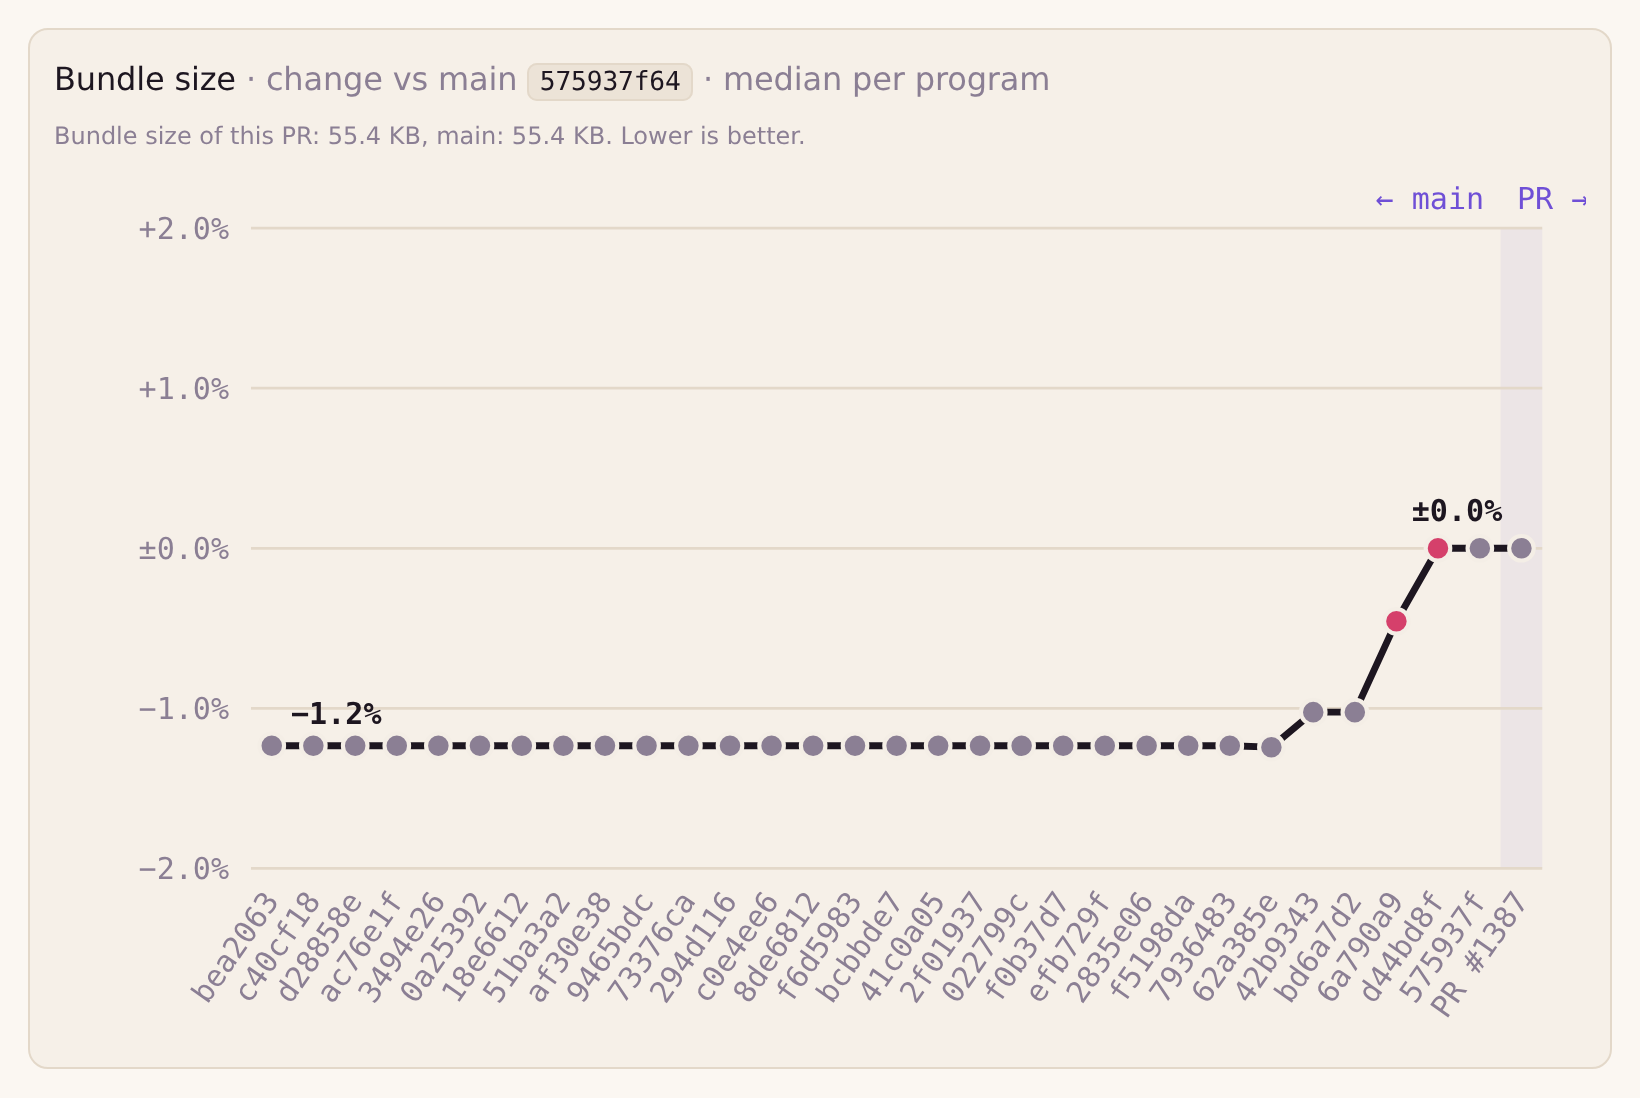 Bundle size · change vs main 575937f64 · median per program
Bundle size of this PR: 55.4 KB, main: 55.4 KB. Lower is better.
← main PR →
+2.0%
+1.0%
±0.0%
±0.0%
−1.0%
−1.2%
−2.0%
bea2063
c40cf18
d28858e
ac76e1f
3494e26
0a25392
18e6612
51ba3a2
af30e38
9465bdc
73376ca
294d116
c0e4ee6
8de6812
f6d5983
bcbbde7
41c0a05
2f01937
022799c
f0b37d7
efb729f
2835e06
f5198da
7936483
62a385e
42b9343
bd6a7d2
6a790a9
d44bd8f
575937f
PR #1387